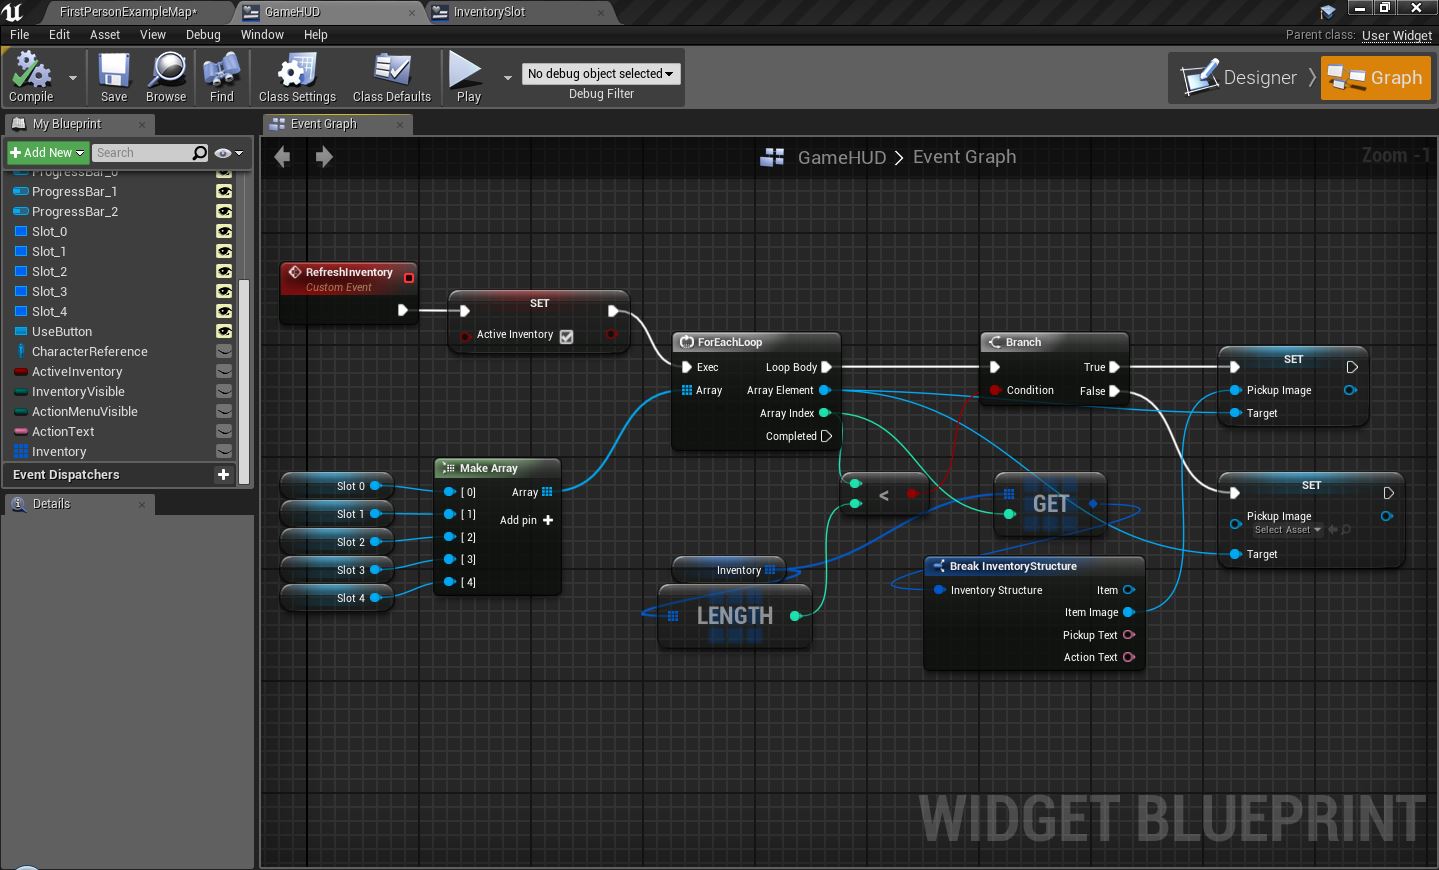 FirstPersonExampleMap*
GameHUD
InventorySlot
File Edit Asset View Debug Window Help
Parent class: User Widget
Compile
Save
Browse
Find
Class Settings
Class Defaults
Play
No debug object selected
Debug Filter
Designer
Graph
My Blueprint
Event Graph
Add New
Search
GameHUD > Event Graph
Zoom -1
ProgressBar_0
ProgressBar_1
ProgressBar_2
Slot_0
Slot_1
Slot_2
Slot_3
Slot_4
UseButton
CharacterReference
ActiveInventory
InventoryVisible
ActionMenuVisible
ActionText
Inventory
Event Dispatchers
Details
RefreshInventory
Custom Event
SET
Active Inventory
ForEachLoop
Exec
Loop Body
Array
Array Element
Array Index
Completed
Branch
True
Condition
False
SET
Pickup Image
Target
Slot 0
Slot 1
Slot 2
Slot 3
Slot 4
Make Array
[ 0]
Array
[ 1]
Add pin +
[ 2]
[ 3]
[ 4]
<
GET
SET
Pickup Image
Select Asset
Target
Inventory
LENGTH
Break InventoryStructure
Inventory Structure
Item
Item Image
Pickup Text
Action Text
WIDGET BLUEPRINT